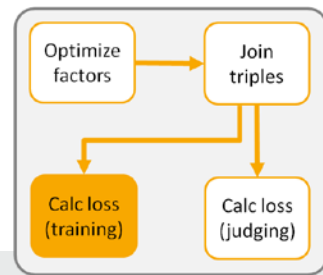 Optimize
factors
Join
triples
Calc loss
(training)
Calc loss
(judging)